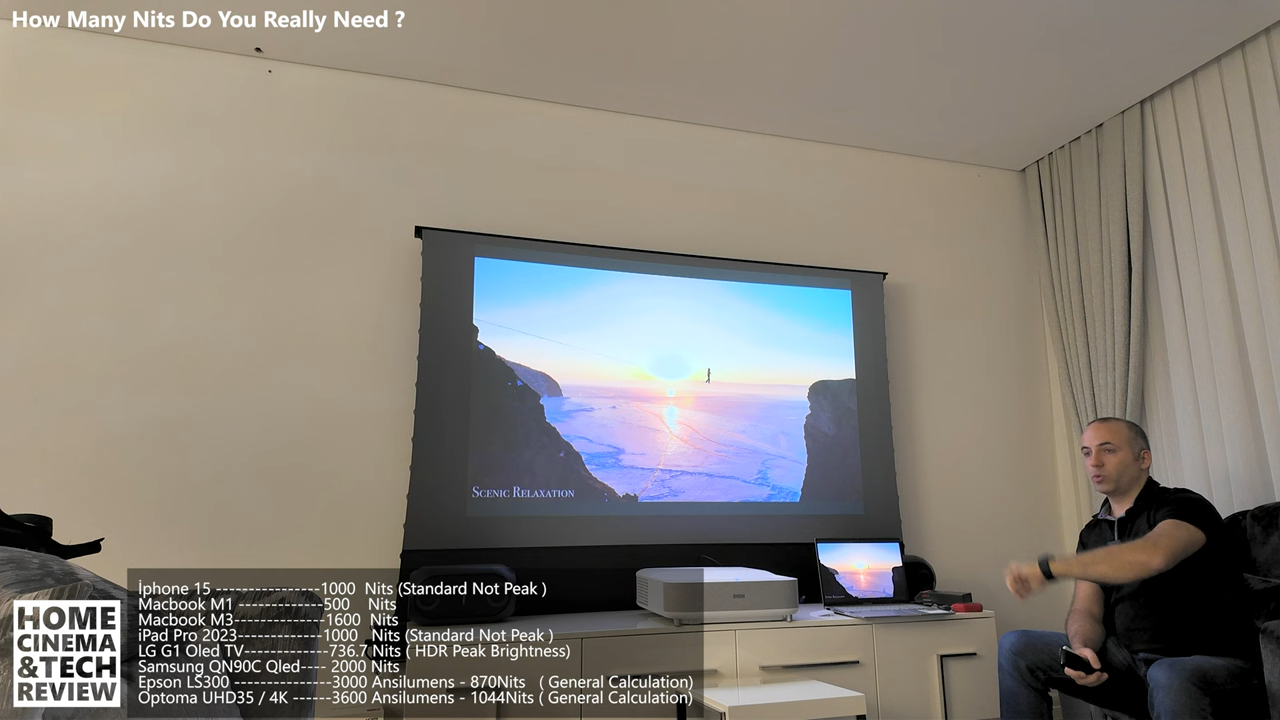 How Many Nits Do You Really Need ?
SCENIC RELAXATION
İphone 15 ----------------1000 Nits (Standard Not Peak )
Macbook M1 -------------500 Nits
Macbook M3--------------1600 Nits
iPad Pro 2023-------------1000 Nits (Standard Not Peak )
LG G1 Oled TV-------------736.7 Nits ( HDR Peak Brightness)
Samsung QN90C Qled---- 2000 Nits
Epson LS300 ---------------3000 Ansilumens - 870Nits ( General Calculation)
Optoma UHD35 / 4K ------3600 Ansilumens - 1044Nits ( General Calculation)
HOME
CINEMA
&TECH
REVIEW